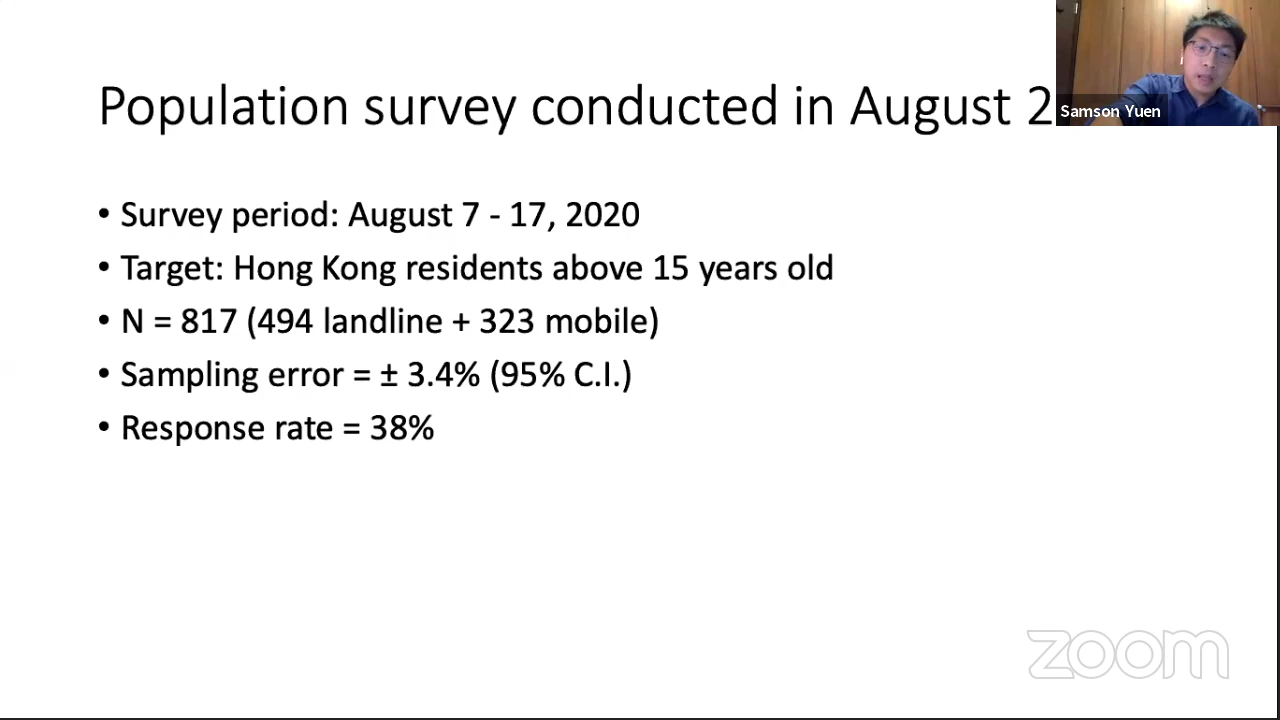 Population survey conducted in August 2
Samson Yuen
• Survey period: August 7 - 17, 2020
• Target: Hong Kong residents above 15 years old
• N = 817 (494 landline + 323 mobile)
• Sampling error = ± 3.4% (95% C.I.)
• Response rate = 38%
zoom